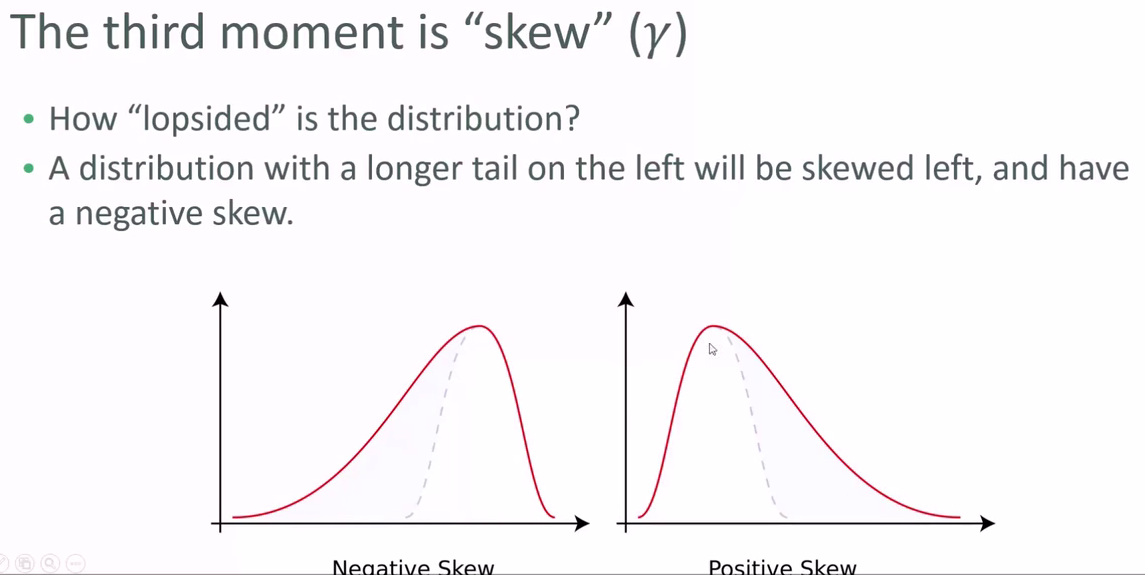 The third moment is “skew” (γ)
• How “lopsided” is the distribution?
• A distribution with a longer tail on the left will be skewed left, and have
a negative skew.
Negative Skew
Positive Skew